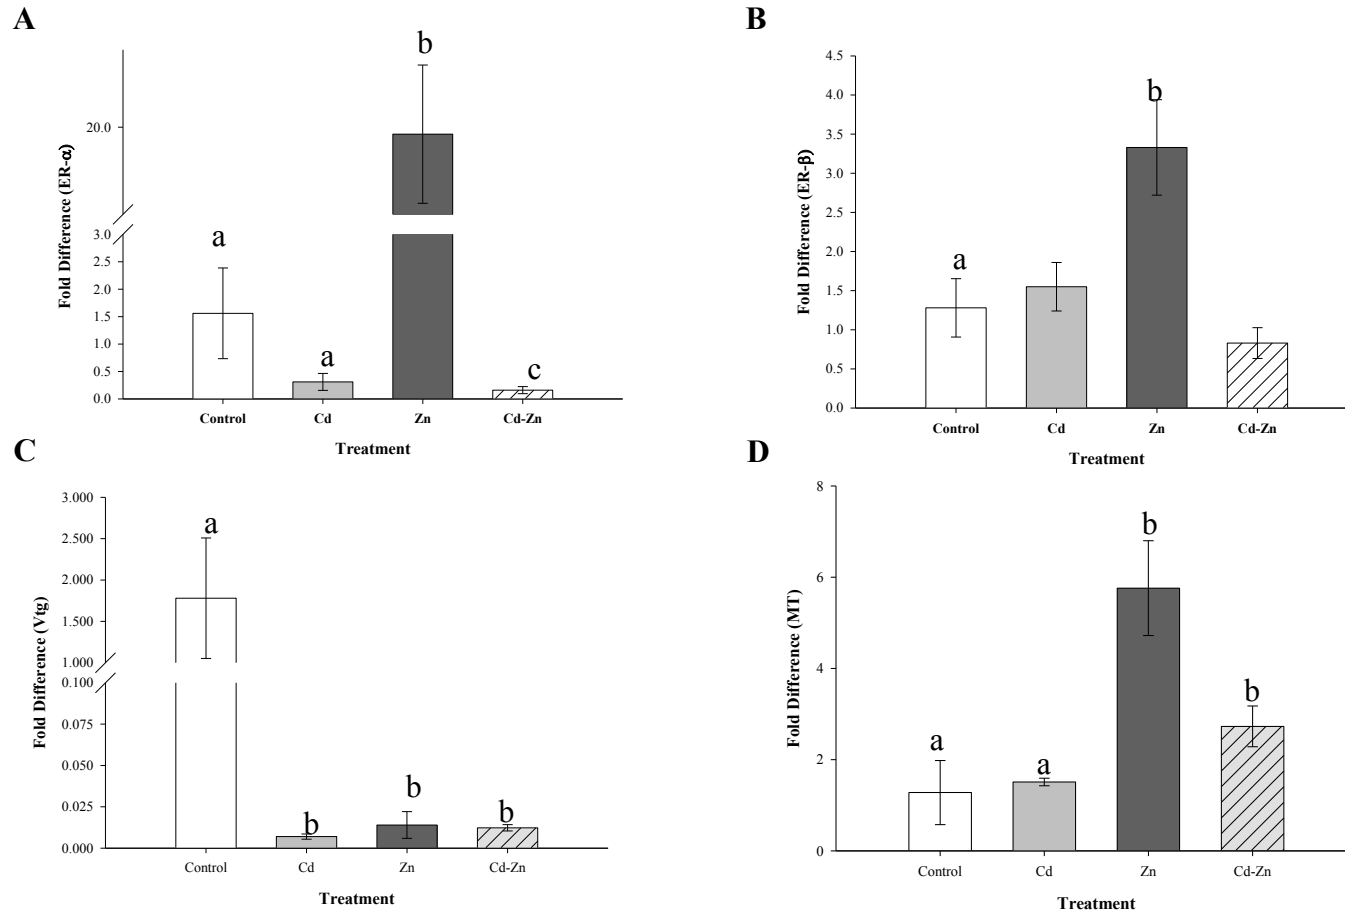 A
Fold Difference (ER-α)
20.0
3.0
2.5
2.0
1.5
1.0
0.5
0.0
a
a
b
c
Control Cd Zn Cd-Zn
Treatment
B
Fold Difference (ER-β)
4.5
4.0
3.5
3.0
2.5
2.0
1.5
1.0
0.5
0.0
a
b
Control Cd Zn Cd-Zn
Treatment
C
Fold Difference (Vtg)
3.000
2.500
2.000
1.500
1.000
0.100
0.075
0.050
0.025
0.000
a
b
b
b
Control Cd Zn Cd-Zn
Treatment
D
Fold Difference (MT)
8
6
4
2
0
a
a
b
b
Control Cd Zn Cd-Zn
Treatment